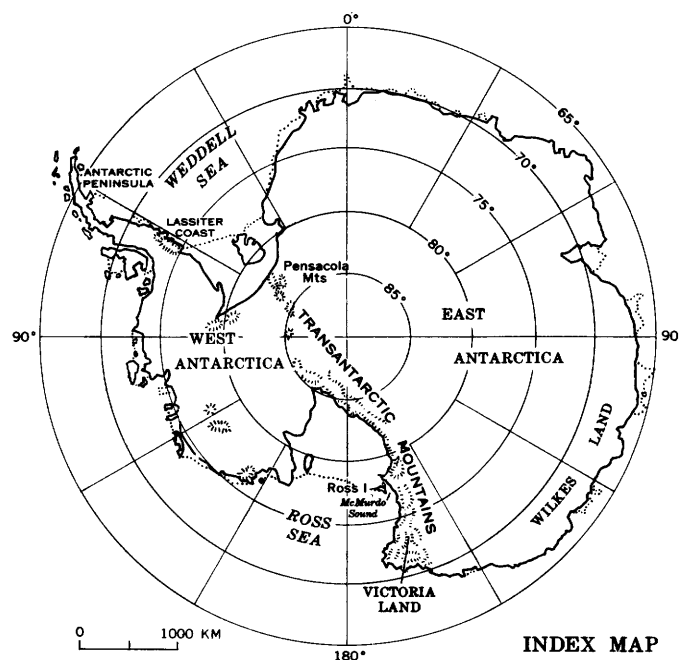 0°
65°
WEDDELL
SEA
70°
ANTARCTIC
PENINSULA
75°
LASSITER
COAST
80°
Pensacola
Mts
85°
EAST
90°
WEST
ANTARCTICA
TRANSANTARCTIC
MOUNTAINS
ANTARCTICA
90
WILKES
LAND
Ross I
McMurdo
Sound
ROSS
SEA
VICTORIA
LAND
0
1000 KM
180°
INDEX MAP